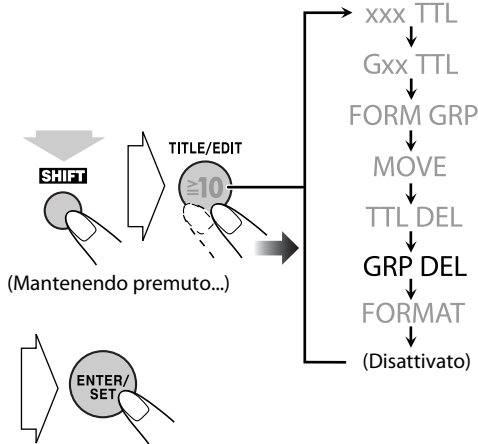 xxx TTL
Gxx TTL
FORM GRP
MOVE
TTL DEL
GRP DEL
FORMAT
(Disattivato)
TITLE/EDIT
≧10
SHIFT
(Mantenendo premuto...)
ENTER/
SET